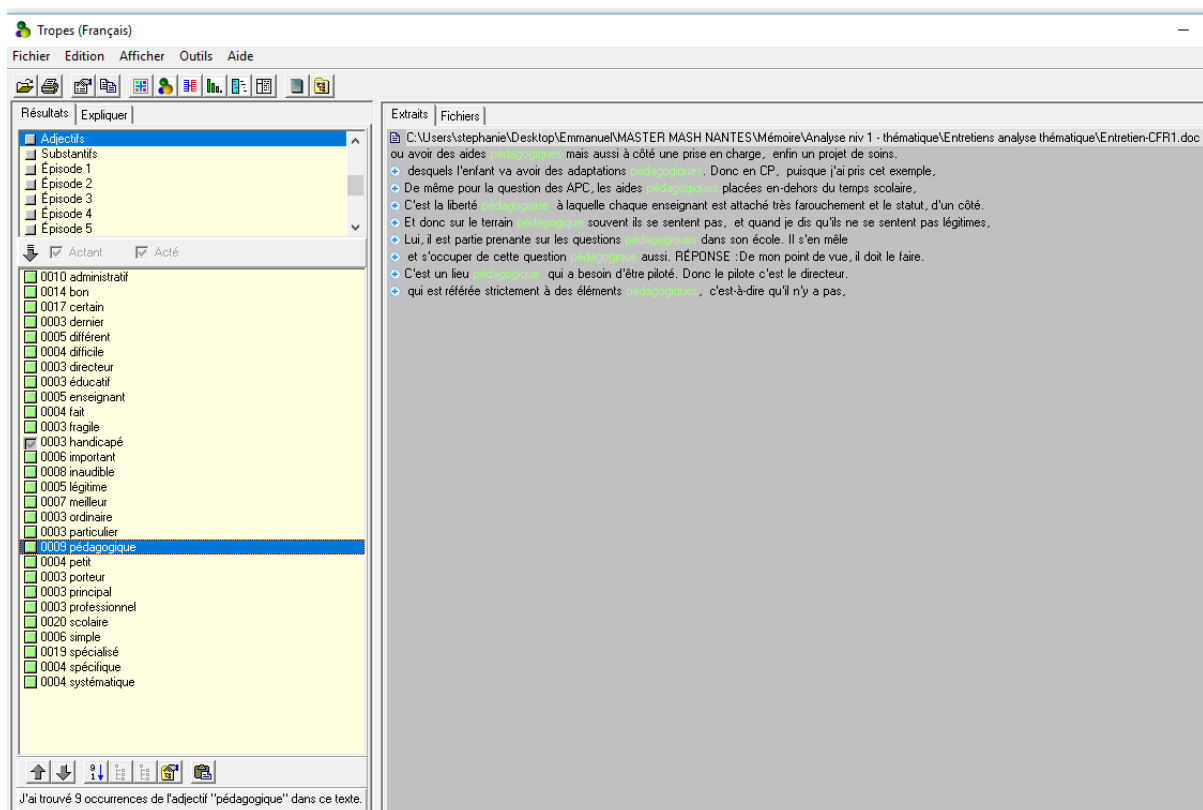 Tropes (Français)
Fichier Edition Afficher Outils Aide
Résultats Expliquer
Adjectifs
Substantifs
Épisode 1
Épisode 2
Épisode 3
Épisode 4
Épisode 5
Actant Acté
0010 administratif
0014 bon
0017 certain
0003 dernier
0005 différent
0004 difficile
0003 directeur
0003 éducatif
0005 enseignant
0004 fait
0003 fragile
0003 handicapé
0006 important
0008 inaudible
0005 légitime
0007 meilleur
0003 ordinaire
0003 particulier
0009 pédagogique
0004 petit
0003 porteur
0003 principal
0003 professionnel
0020 scolaire
0006 simple
0019 spécialisé
0004 spécifique
0004 systématique
J'ai trouvé 9 occurrences de l'adjectif "pédagogique" dans ce texte.
Extraits Fichiers
C:\Users\stephanie\Desktop\Emmanuel\MASTER MASH NANTES\Mémoire\Analyse niv 1 - thématique\Entretiens analyse thématique\Entretien-CFR1.doc
ou avoir des aides pédagogiques mais aussi à côté une prise en charge, enfin un projet de soins.
desquels l'enfant va avoir des adaptations pédagogiques. Donc en CP, puisque j'ai pris cet exemple,
De même pour la question des APC, les aides pédagogiques placées en-dehors du temps scolaire,
C'est la liberté pédagogique à laquelle chaque enseignant est attaché très farouchement et le statut, d'un côté.
Et donc sur le terrain pédagogique souvent ils se sentent pas, et quand je dis qu'ils ne se sentent pas légitimes,
Lui, il est partie prenante sur les questions pédagogiques dans son école. Il s'en mêle
et s'occuper de cette question pédagogique aussi. RÉPONSE :De mon point de vue, il doit le faire.
C'est un lieu pédagogique qui a besoin d'être piloté. Donc le pilote c'est le directeur.
qui est référée strictement à des éléments pédagogiques, c'est-à-dire qu'il n'y a pas,